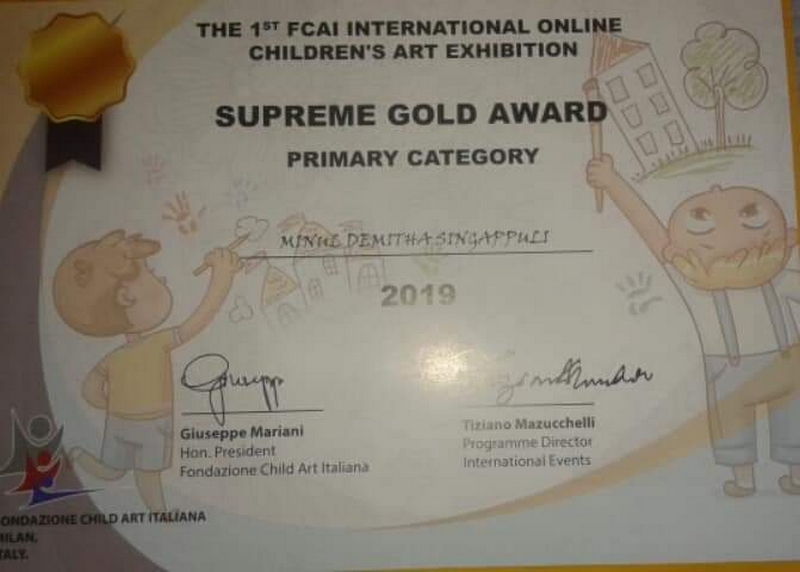 THE 1ST FCAI INTERNATIONAL ONLINE
CHILDREN'S ART EXHIBITION
SUPREME GOLD AWARD
PRIMARY CATEGORY
MINUL DEMITHA SINGAPPULI
2019
Giuseppe Mariani
Hon. President
Fondazione Child Art Italiana
Tiziano Mazucchelli
Programme Director
International Events
ONDAZIONE CHILD ART ITALIANA
ILAN,
TALY.